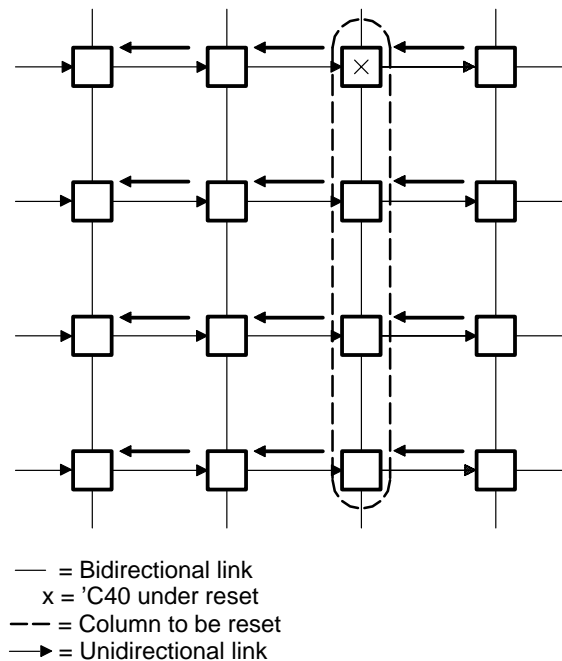 = Bidirectional link
x = 'C40 under reset
= Column to be reset
= Unidirectional link